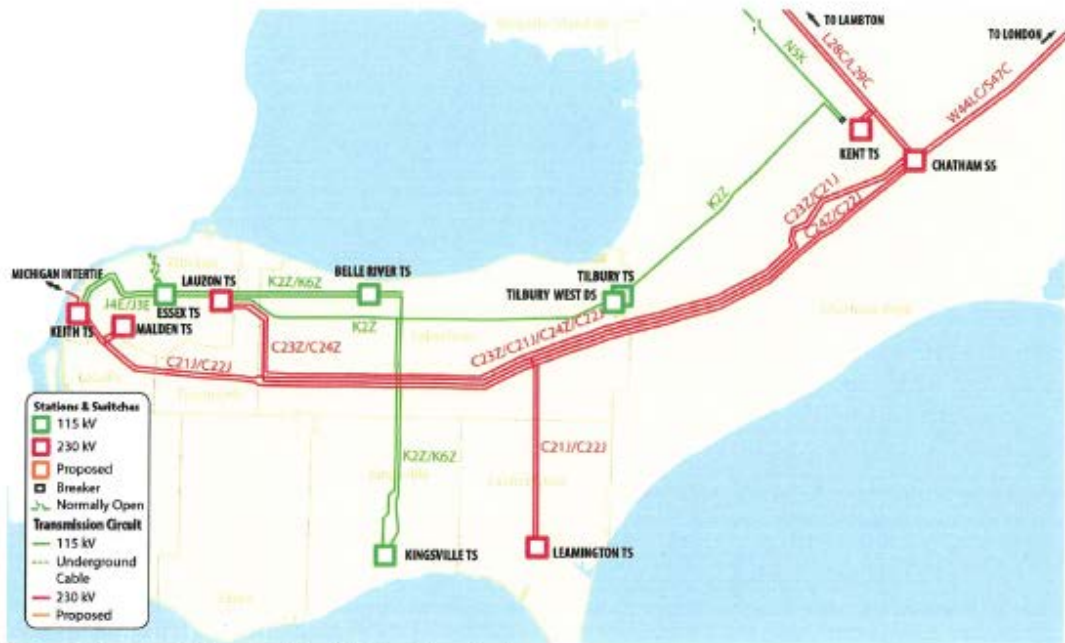 TO LAMBTON
TO LONDON
N5K
L28C/L29C
W44LC/S47C
KENT TS
CHATHAM SS
K2Z
C23Z/C21J
C24Z/C22J
MICHIGAN INTERTIE
LAUZON TS
K2Z/K6Z
BELLE RIVER TS
TILBURY TS
TILBURY WEST DS
J4E/J3E
ESSEX TS
KEITH TS
MALDEN TS
K2Z
C23Z/C24Z
C23Z/C21J/C24Z/C22J
C21J/C22J
K2Z/K6Z
C21J/C22J
KINGSVILLE TS
LEAMINGTON TS
Stations & Switches
115 kV
230 kV
Proposed
Breaker
Normally Open
Transmission Circuit
115 kV
Underground
Cable
230 kV
Proposed